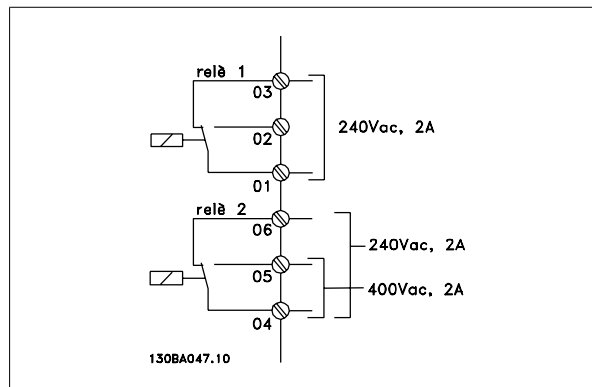 relè 1
03
02
240Vac, 2A
01
relè 2
06
240Vac, 2A
05
400Vac, 2A
04
130BA047.10